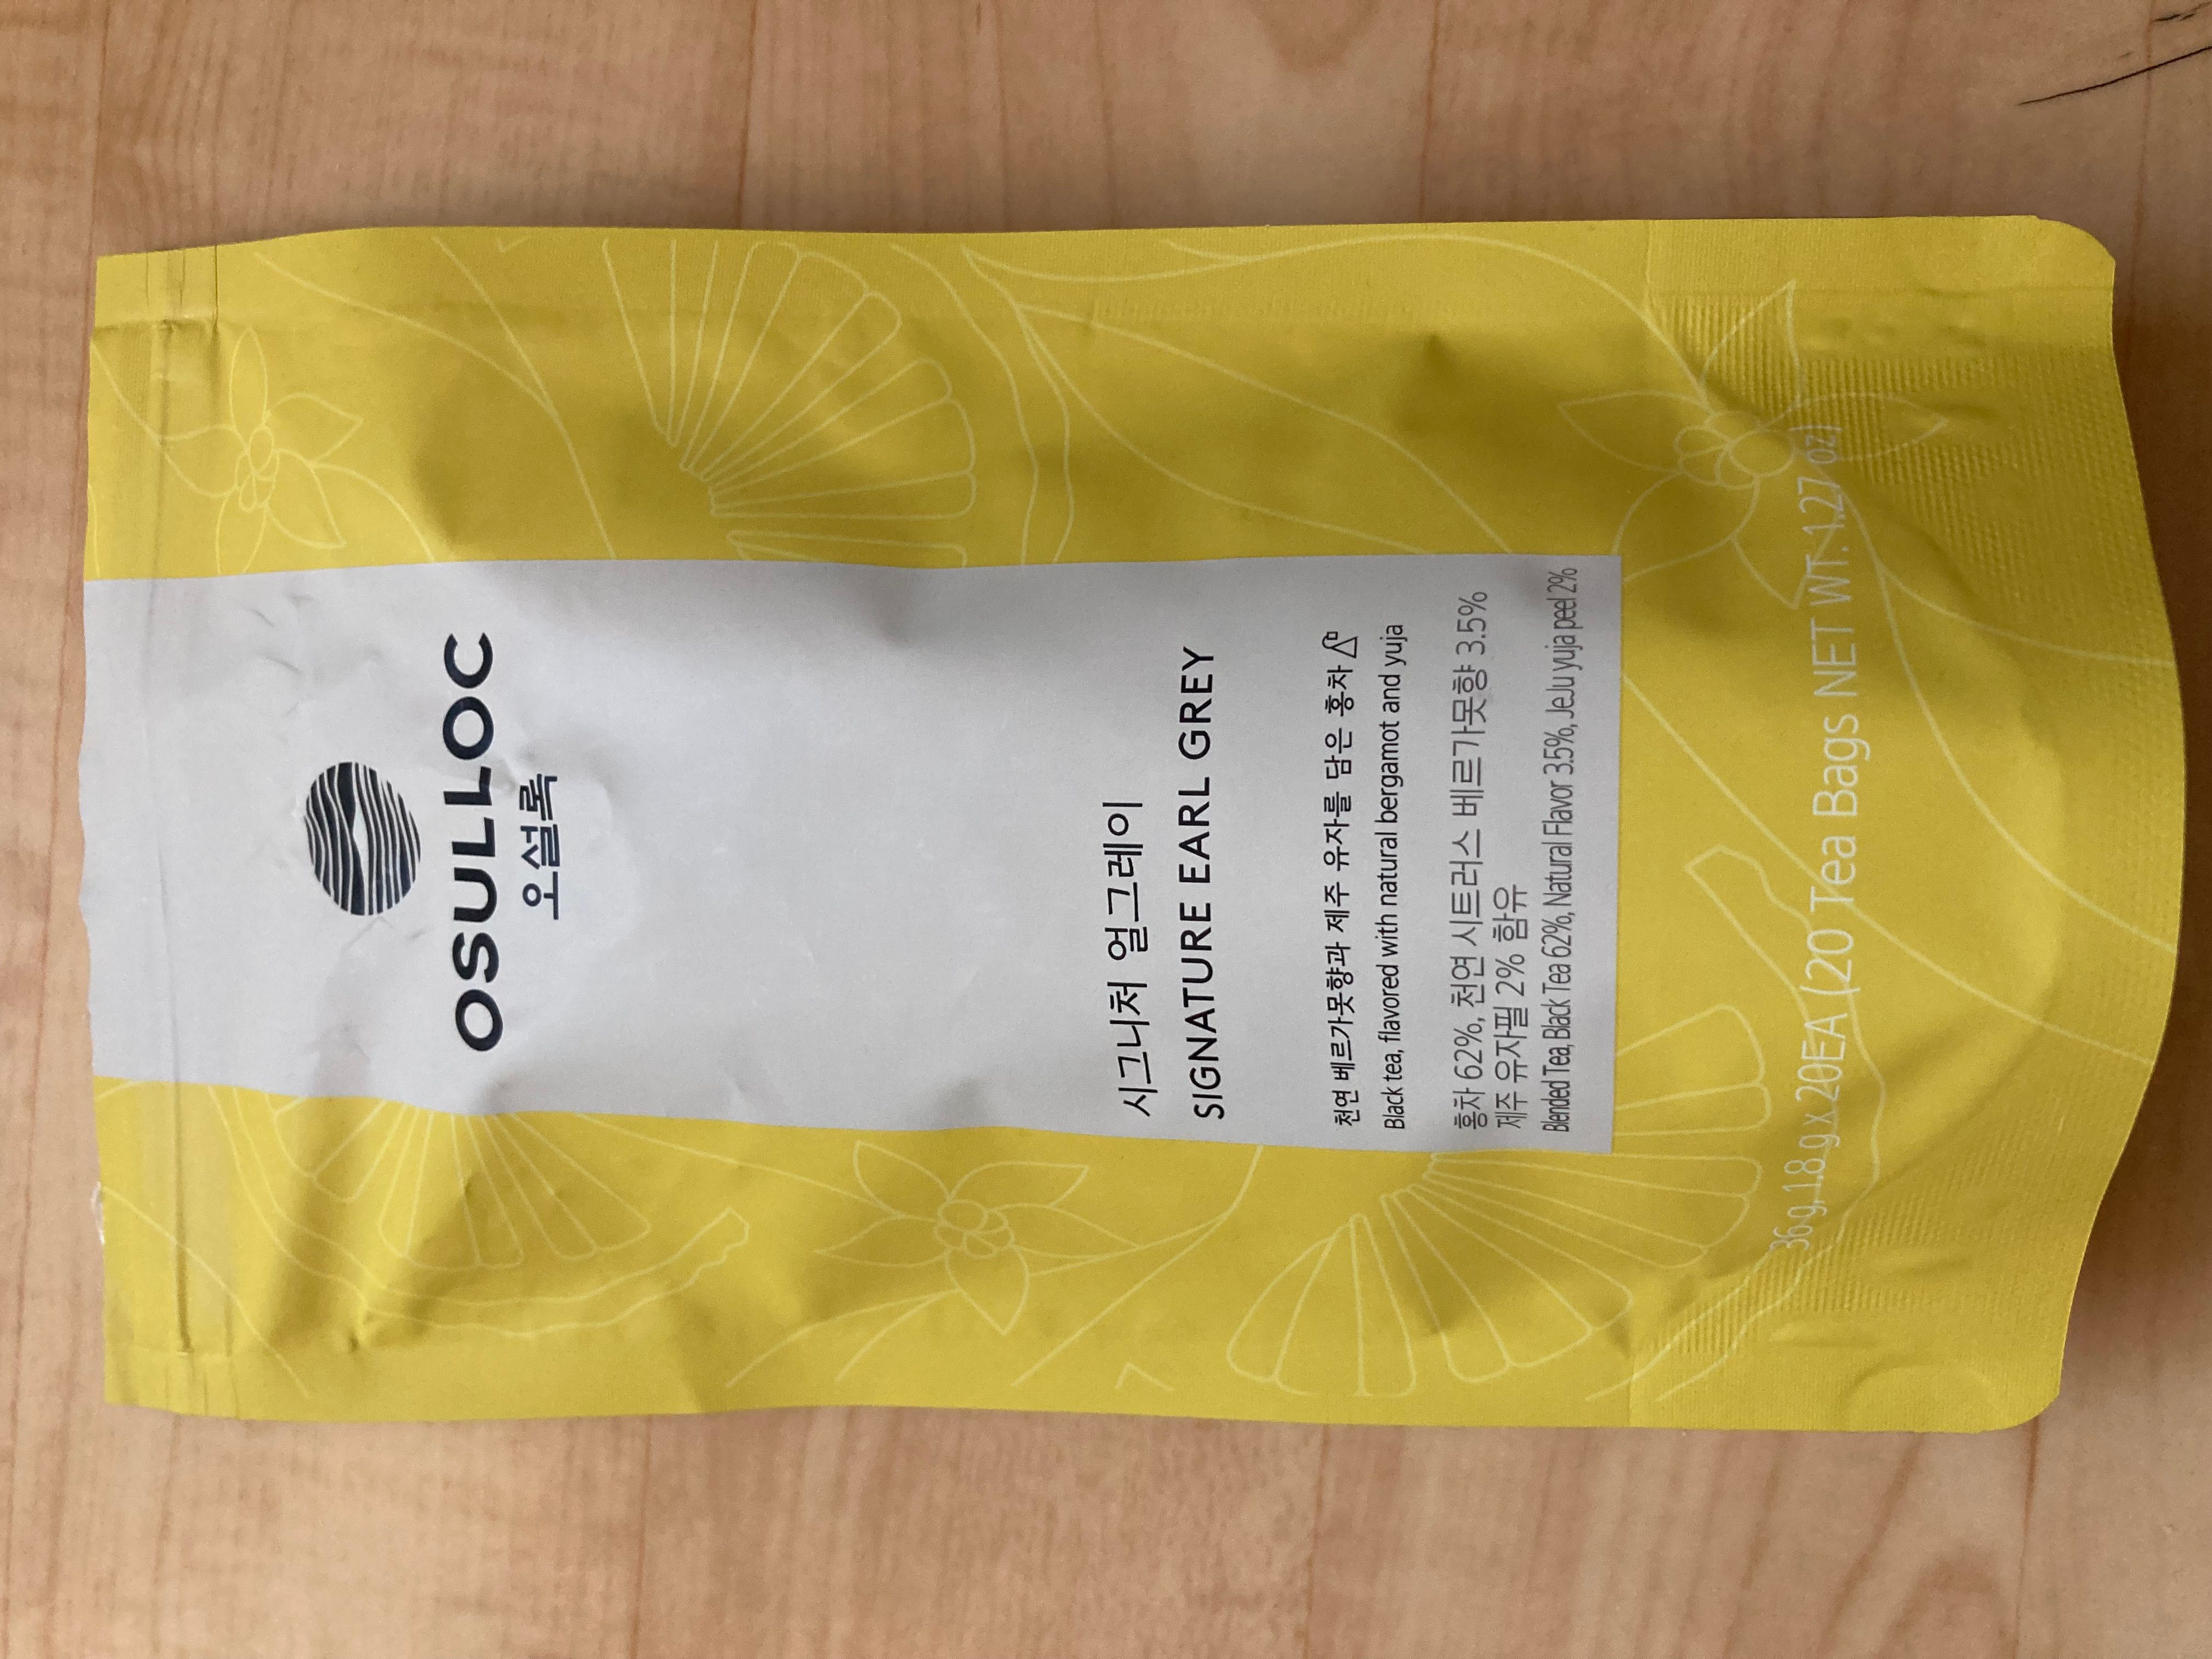 OSULLOC
오설록
시그니처 얼그레이
SIGNATURE EARL GREY
천연 베르가못향과 제주 유자를 담은 홍차
Black tea, flavored with natural bergamot and yuja
홍차 62%, 천연 시트러스 베르가못향 3.5%
제주 유자필 2% 함유
Blended Tea, Black Tea 62%, Natural Flavor 3.5%, JeJu yuja peel 2%
36 g, 1.8 g x 20EA (20 Tea Bags NET WT. 1.27 oz)